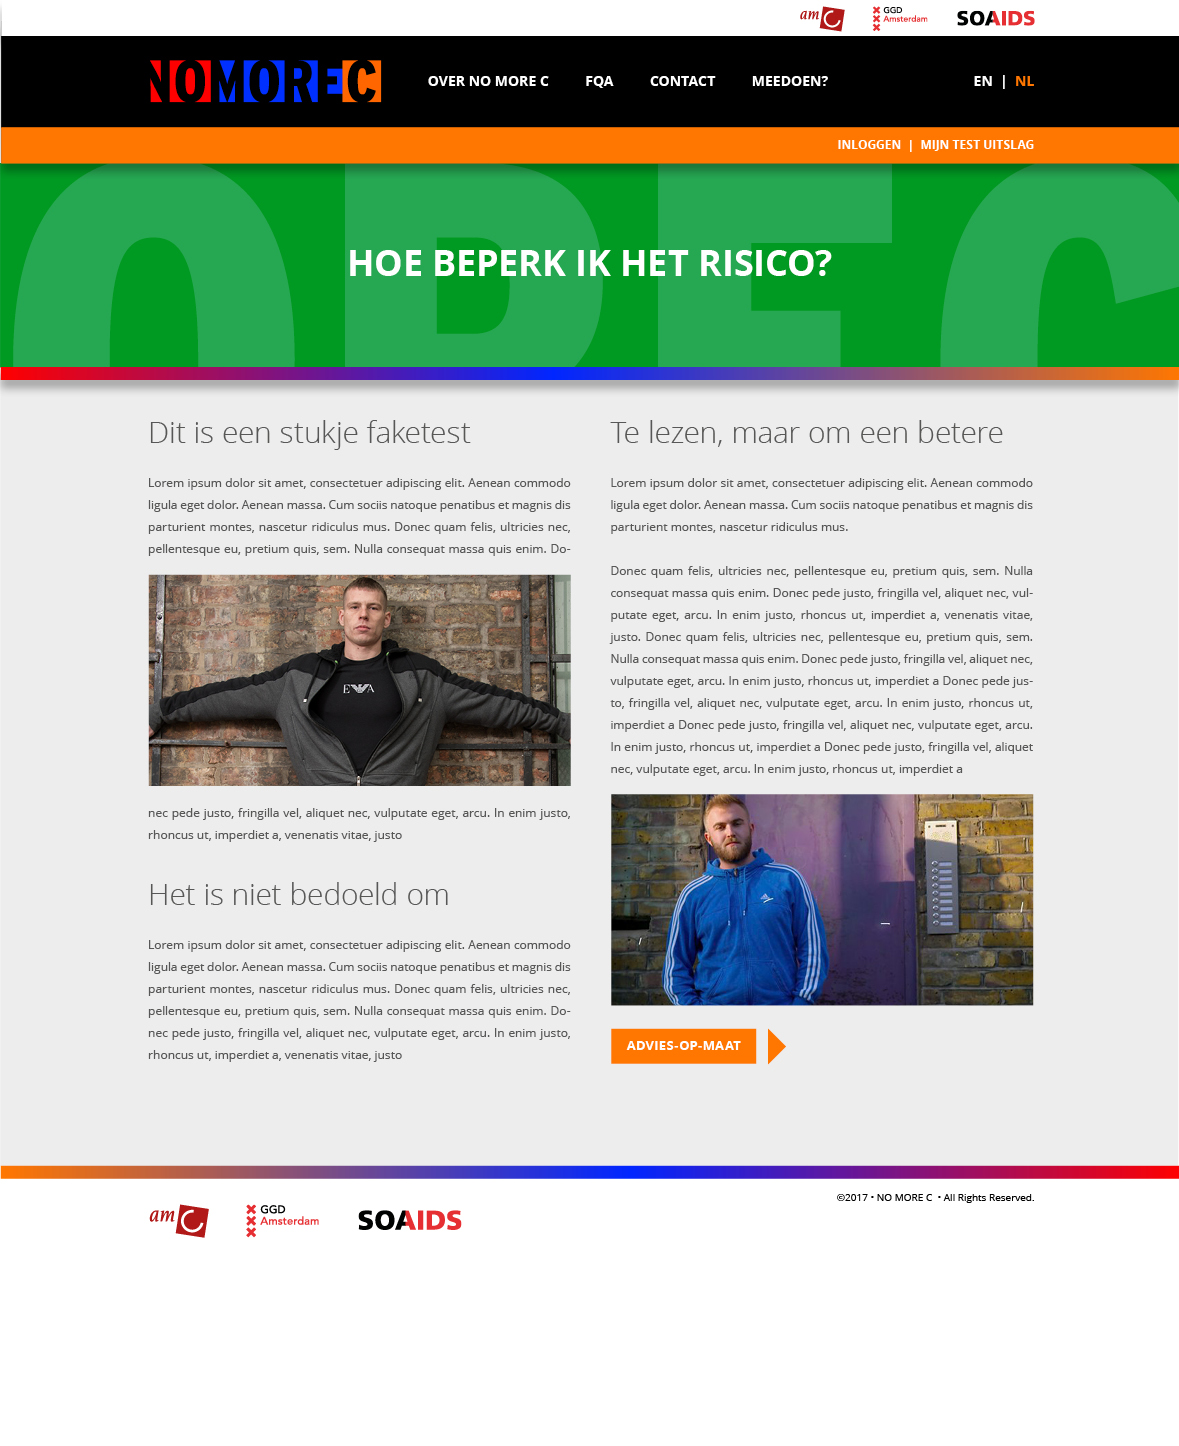 amC GGD Amsterdam SOAIDS
NOMOREC OVER NO MORE C FQA CONTACT MEEDOEN? EN | NL
INLOGGEN | MIJN TEST UITSLAG
HOE BEPERK IK HET RISICO?
Dit is een stukje faketest
Lorem ipsum dolor sit amet, consectetuer adipiscing elit. Aenean commodo
ligula eget dolor. Aenean massa. Cum sociis natoque penatibus et magnis dis
parturient montes, nascetur ridiculus mus. Donec quam felis, ultricies nec,
pellentesque eu, pretium quis, sem. Nulla consequat massa quis enim. Do-
EA
nec pede justo, fringilla vel, aliquet nec, vulputate eget, arcu. In enim justo,
rhoncus ut, imperdiet a, venenatis vitae, justo
Het is niet bedoeld om
Lorem ipsum dolor sit amet, consectetuer adipiscing elit. Aenean commodo
ligula eget dolor. Aenean massa. Cum sociis natoque penatibus et magnis dis
parturient montes, nascetur ridiculus mus. Donec quam felis, ultricies nec,
pellentesque eu, pretium quis, sem. Nulla consequat massa quis enim. Do-
nec pede justo, fringilla vel, aliquet nec, vulputate eget, arcu. In enim justo,
rhoncus ut, imperdiet a, venenatis vitae, justo
Te lezen, maar om een betere
Lorem ipsum dolor sit amet, consectetuer adipiscing elit. Aenean commodo
ligula eget dolor. Aenean massa. Cum sociis natoque penatibus et magnis dis
parturient montes, nascetur ridiculus mus.
Donec quam felis, ultricies nec, pellentesque eu, pretium quis, sem. Nulla
consequat massa quis enim. Donec pede justo, fringilla vel, aliquet nec, vul-
putate eget, arcu. In enim justo, rhoncus ut, imperdiet a, venenatis vitae,
justo. Donec quam felis, ultricies nec, pellentesque eu, pretium quis, sem.
Nulla consequat massa quis enim. Donec pede justo, fringilla vel, aliquet nec,
vulputate eget, arcu. In enim justo, rhoncus ut, imperdiet a Donec pede jus-
to, fringilla vel, aliquet nec, vulputate eget, arcu. In enim justo, rhoncus ut,
imperdiet a Donec pede justo, fringilla vel, aliquet nec, vulputate eget, arcu.
In enim justo, rhoncus ut, imperdiet a Donec pede justo, fringilla vel, aliquet
nec, vulputate eget, arcu. In enim justo, rhoncus ut, imperdiet a
ADVIES-OP-MAAT
©2017 • NO MORE C • All Rights Reserved.
amC GGD Amsterdam SOAIDS